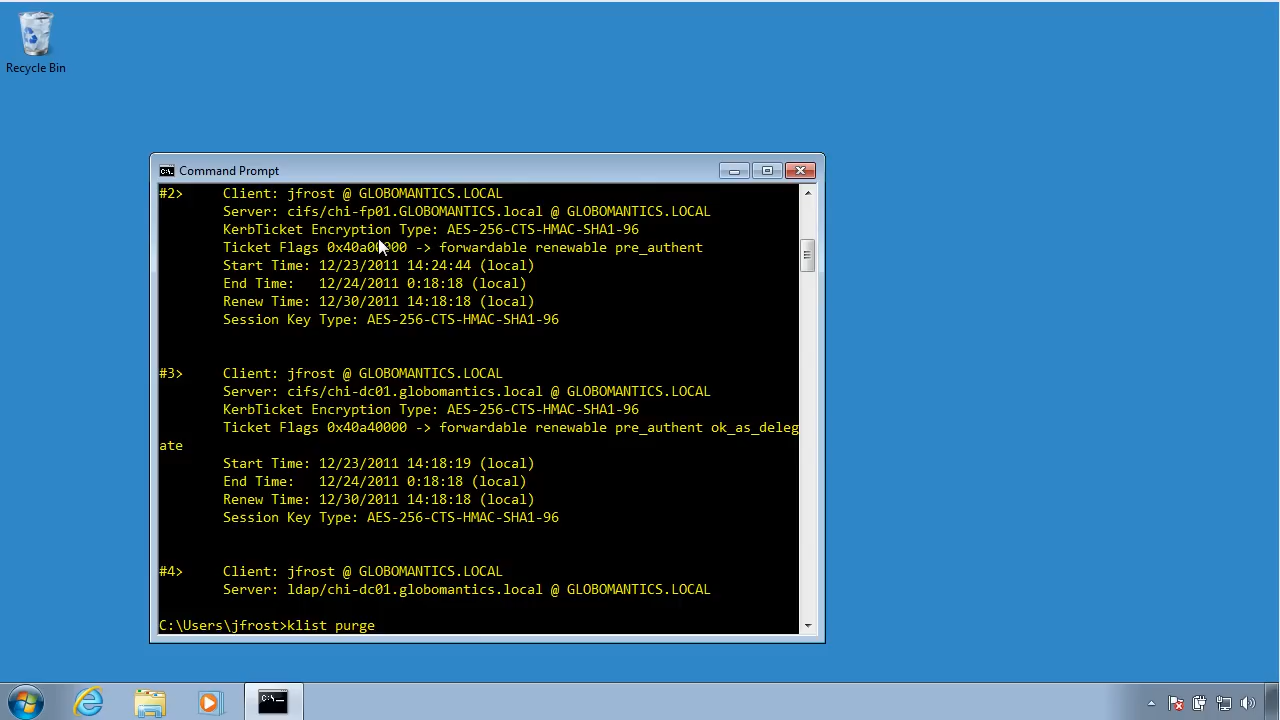 Recycle Bin
Command Prompt
#2> Client: jfrost @ GLOBOMANTICS.LOCAL
Server: cifs/chi-fp01.GLOBOMANTICS.local @ GLOBOMANTICS.LOCAL
KerbTicket Encryption Type: AES-256-CTS-HMAC-SHA1-96
Ticket Flags 0x40a00000 -> forwardable renewable pre_authent
Start Time: 12/23/2011 14:24:44 (local)
End Time: 12/24/2011 0:18:18 (local)
Renew Time: 12/30/2011 14:18:18 (local)
Session Key Type: AES-256-CTS-HMAC-SHA1-96
#3> Client: jfrost @ GLOBOMANTICS.LOCAL
Server: cifs/chi-dc01.globomantics.local @ GLOBOMANTICS.LOCAL
KerbTicket Encryption Type: AES-256-CTS-HMAC-SHA1-96
Ticket Flags 0x40a40000 -> forwardable renewable pre_authent ok_as_deleg
ate
Start Time: 12/23/2011 14:18:19 (local)
End Time: 12/24/2011 0:18:18 (local)
Renew Time: 12/30/2011 14:18:18 (local)
Session Key Type: AES-256-CTS-HMAC-SHA1-96
#4> Client: jfrost @ GLOBOMANTICS.LOCAL
Server: ldap/chi-dc01.globomantics.local @ GLOBOMANTICS.LOCAL
C:\Users\jfrost>klist purge